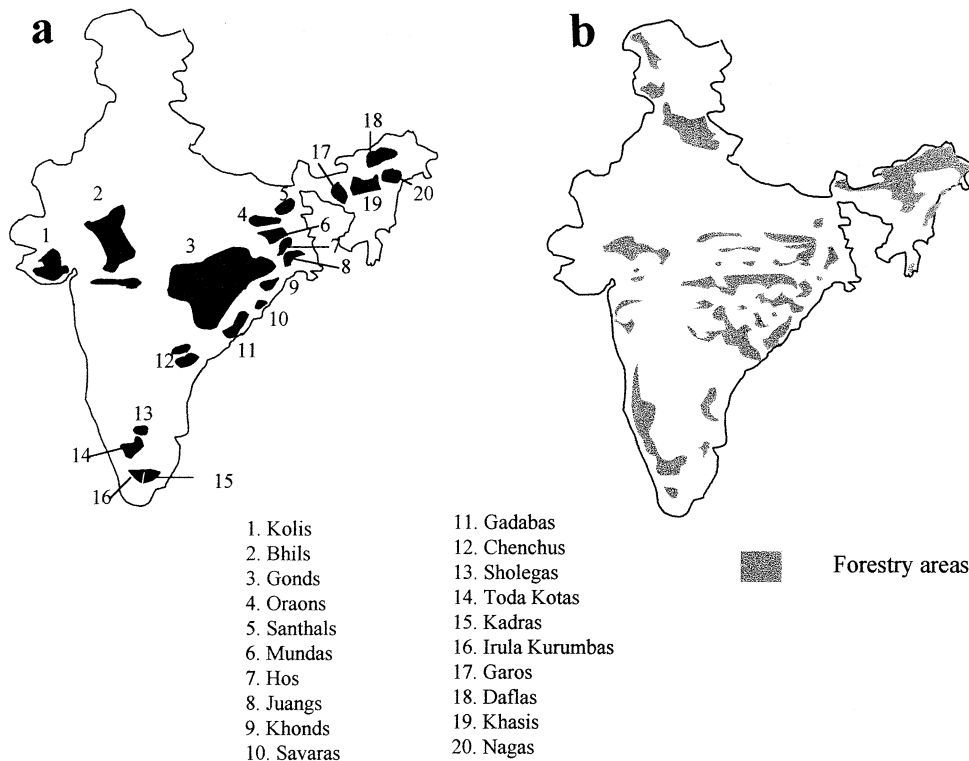 a
b
18
17
20
19
2
5
4
6
1
3
7
8
9
10
11
12
13
14
15
16
1. Kolis
2. Bhils
3. Gonds
4. Oraons
5. Santhals
6. Mundas
7. Hos
8. Juangs
9. Khonds
10. Savaras
11. Gadabas
12. Chenchus
13. Sholegas
14. Toda Kotas
15. Kadras
16. Irula Kurumbas
17. Garos
18. Daflas
19. Khasis
20. Nagas
Forestry areas